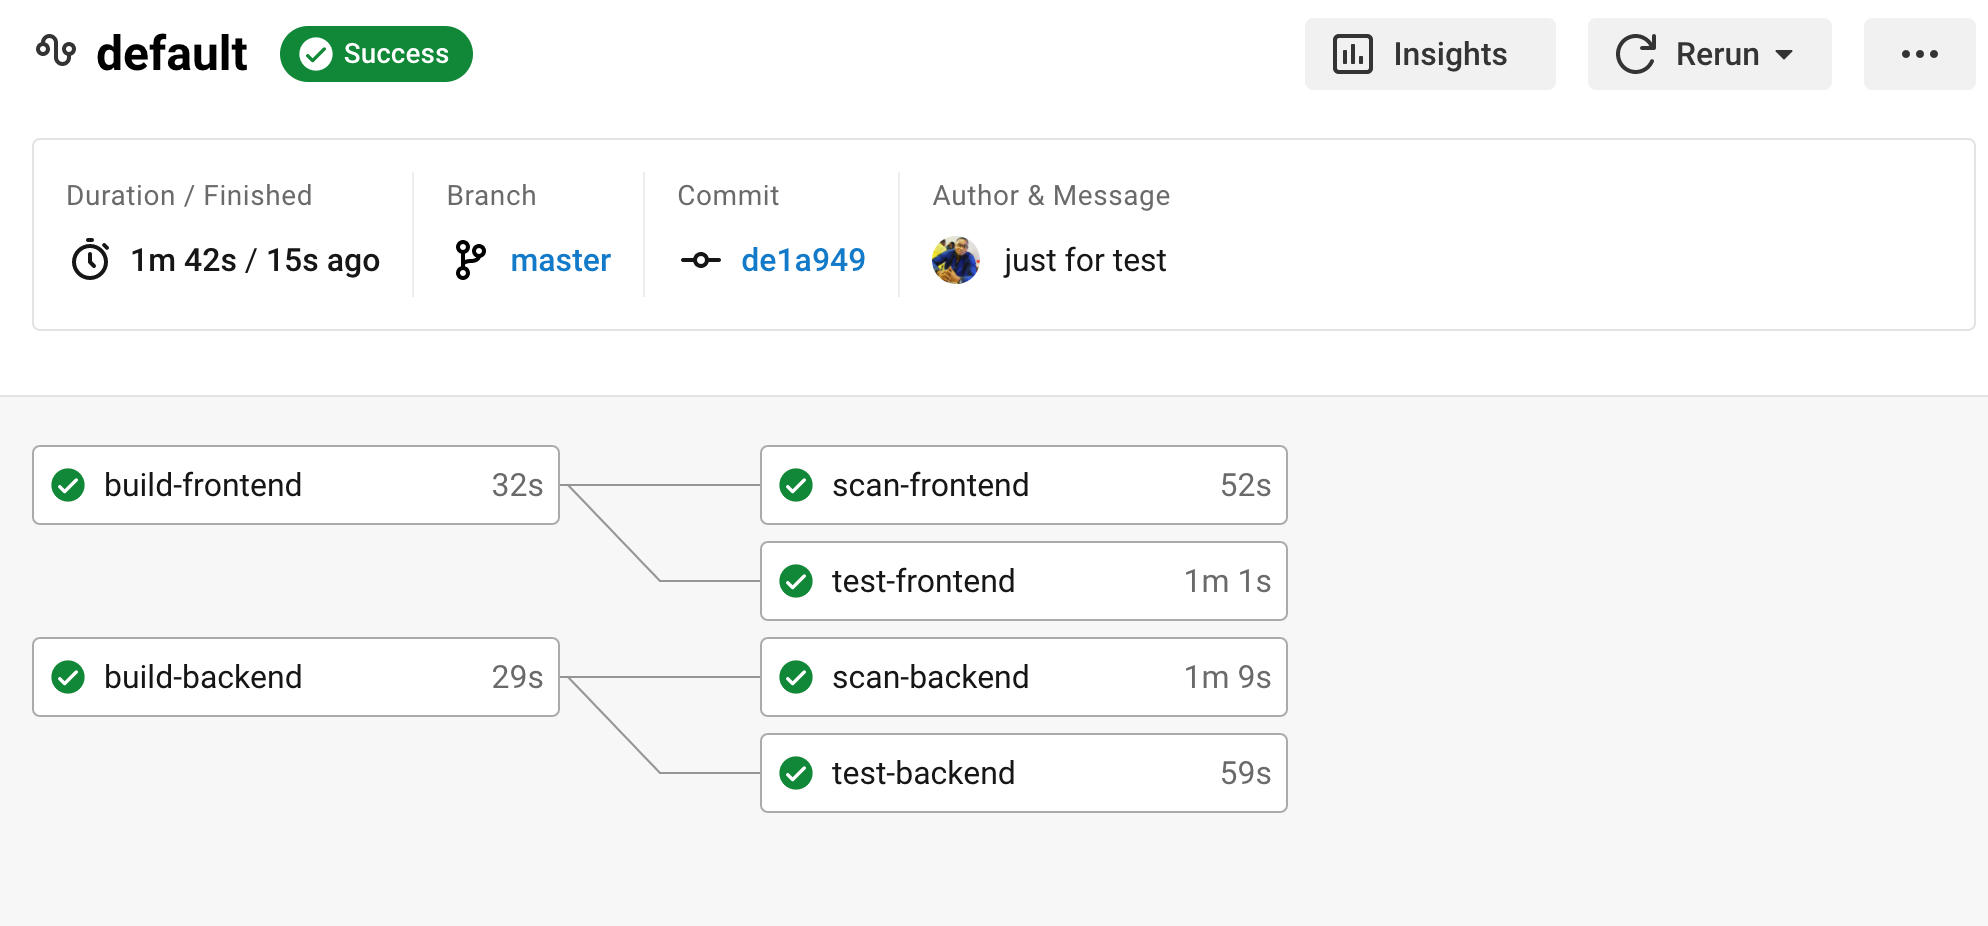 default
Success
Insights
Rerun
Duration / Finished
1m 42s / 15s ago
Branch
master
Commit
de1a949
Author & Message
just for test
build-frontend 32s
scan-frontend 52s
test-frontend 1m 1s
build-backend 29s
scan-backend 1m 9s
test-backend 59s